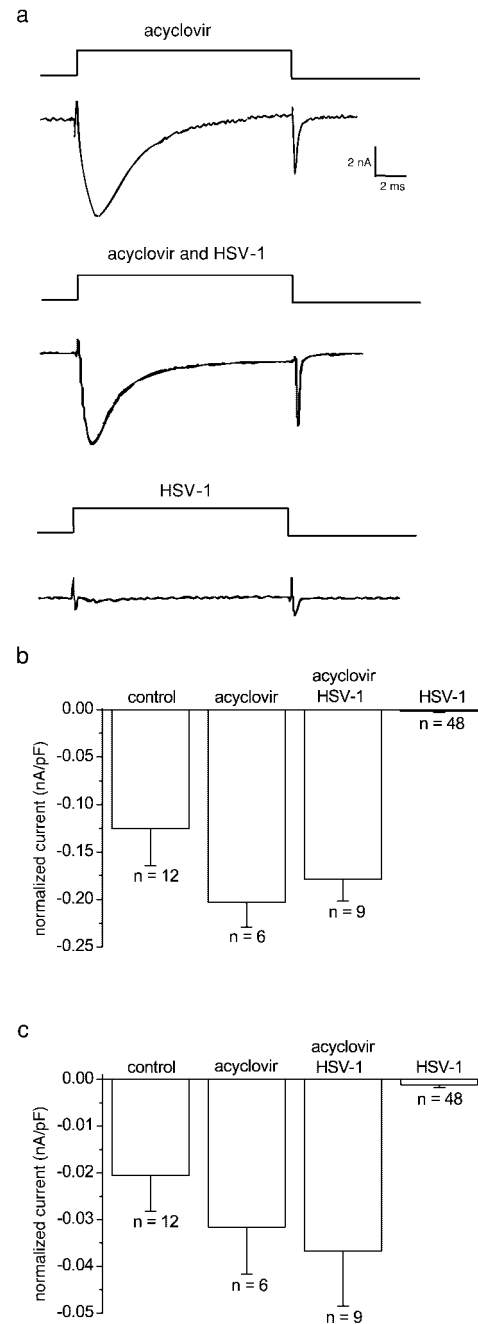 a
acyclovir
2 nA
2 ms
acyclovir and HSV-1
HSV-1
b
control
acyclovir
acyclovir
HSV-1
HSV-1
0.00
-0.05
-0.10
-0.15
-0.20
-0.25
normalized current (nA/pF)
n = 12
n = 6
n = 9
n = 48
c
control
acyclovir
acyclovir
HSV-1
HSV-1
0.00
-0.01
-0.02
-0.03
-0.04
-0.05
normalized current (nA/pF)
n = 12
n = 6
n = 9
n = 48